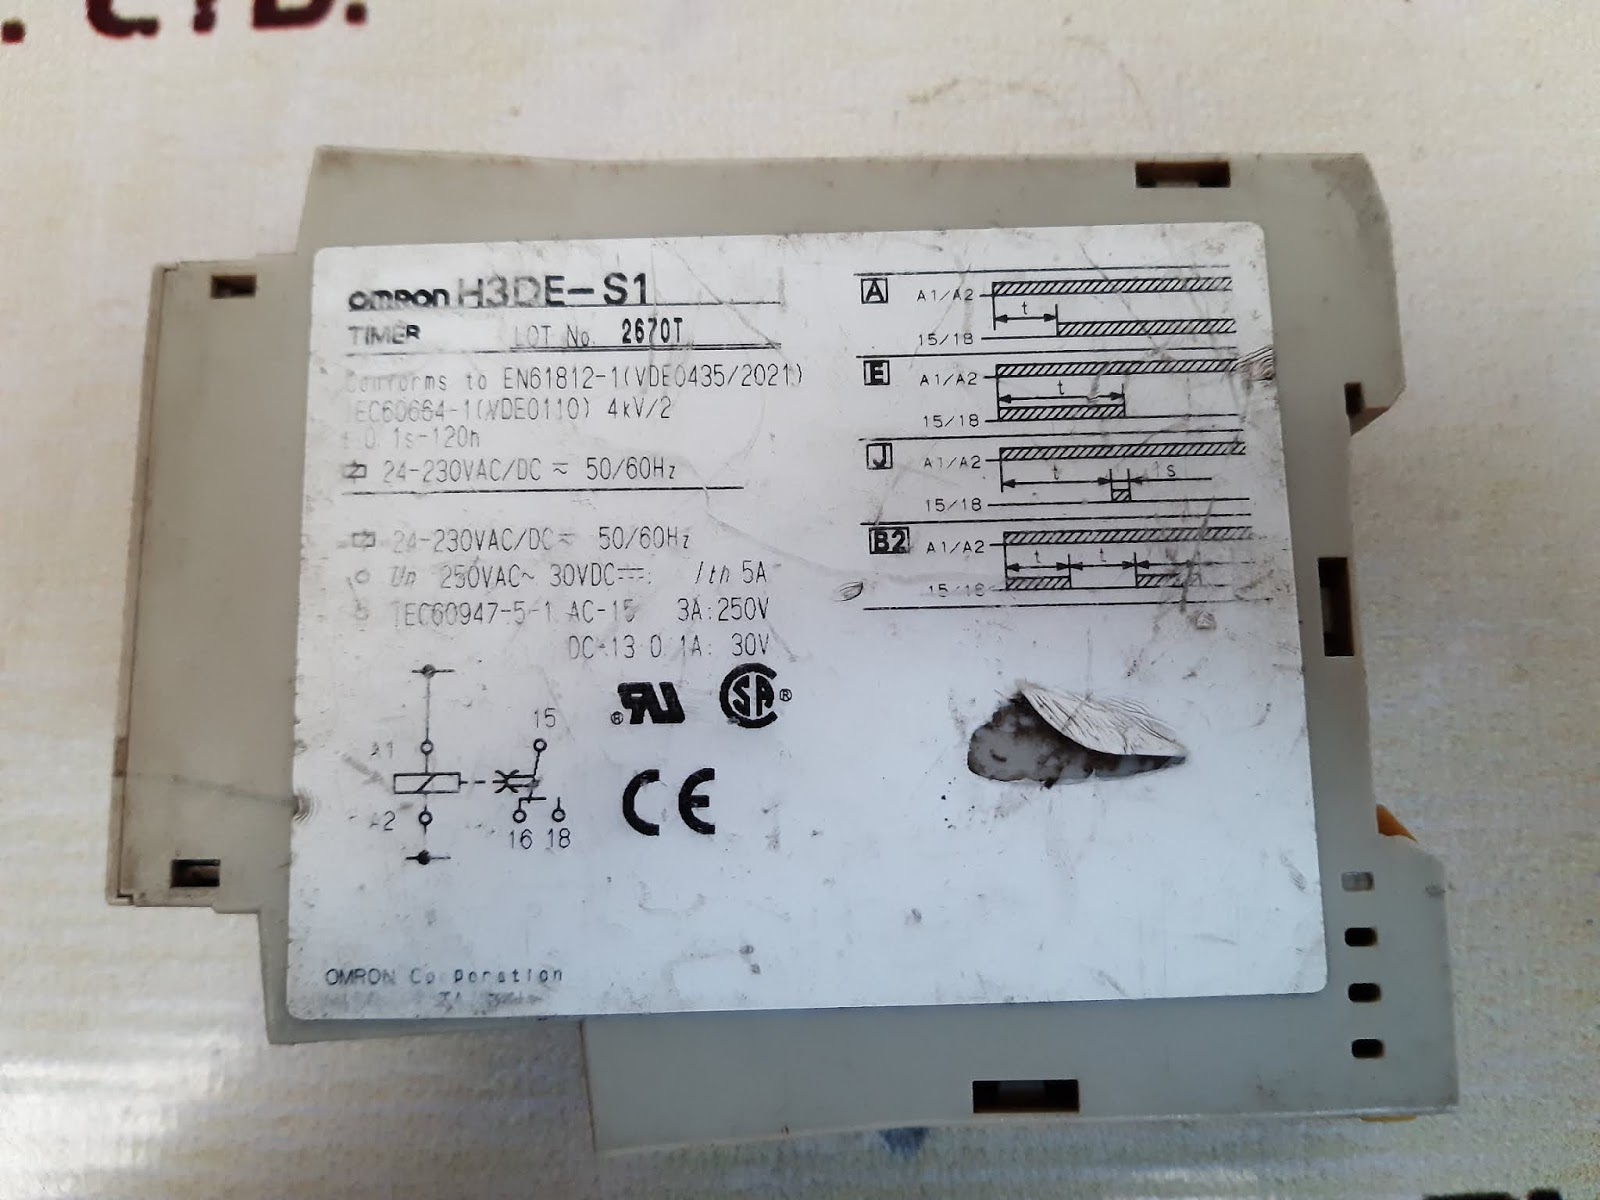 LTD.
OMRON H3DE-S1
TIMER LOT No. 2670T
Conforms to EN61812-1(VDE0435/2021)
IEC60664-1(VDE0110) 4kV/2
0.1s-120h
24-230VAC/DC ≂ 50/60Hz
24-230VAC/DC ≂ 50/60Hz
Un 250VAC~ 30VDC⎓: Ith 5A
IEC60947-5-1 AC-15 3A:250V
DC-13 0.1A: 30V
A1
A2
15
16 18
® RU
SA ®
CE
OMRON Corporation
A
A1/A2
t
15/18
E
A1/A2
t
15/18
J
A1/A2
t 1s
15/18
B2
A1/A2
t t
15/18